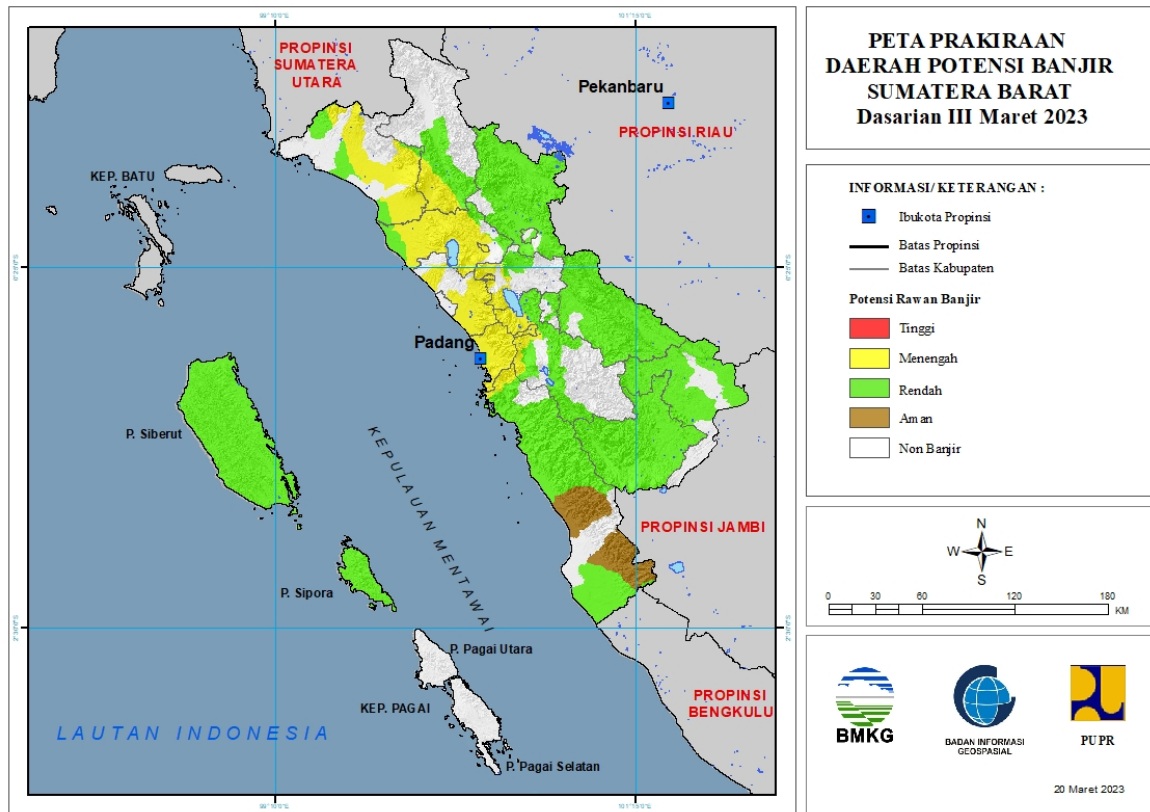 PROPINSI
SUMATERA
UTARA
Pekanbaru
PROPINSI RIAU
KEP. BATU
Padang
P. Siberut
KEPULAUAN MENTAWAI
PROPINSI JAMBI
P. Sipora
P. Pagai Utara
KEP. PAGAI
PROPINSI
BENGKULU
LAUTAN INDONESIA
P. Pagai Selatan
PETA PRAKIRAAN
DAERAH POTENSI BANJIR
SUMATERA BARAT
Dasarian III Maret 2023
INFORMASI/ KETERANGAN :
Ibukota Propinsi
Batas Propinsi
Batas Kabupaten
Potensi Rawan Banjir
Tinggi
Menengah
Rendah
Aman
Non Banjir
N
W E
S
0 30 60 120 180
KM
BMKG
BADAN INFORMASI
GEOSPASIAL
PUPR
20 Maret 2023